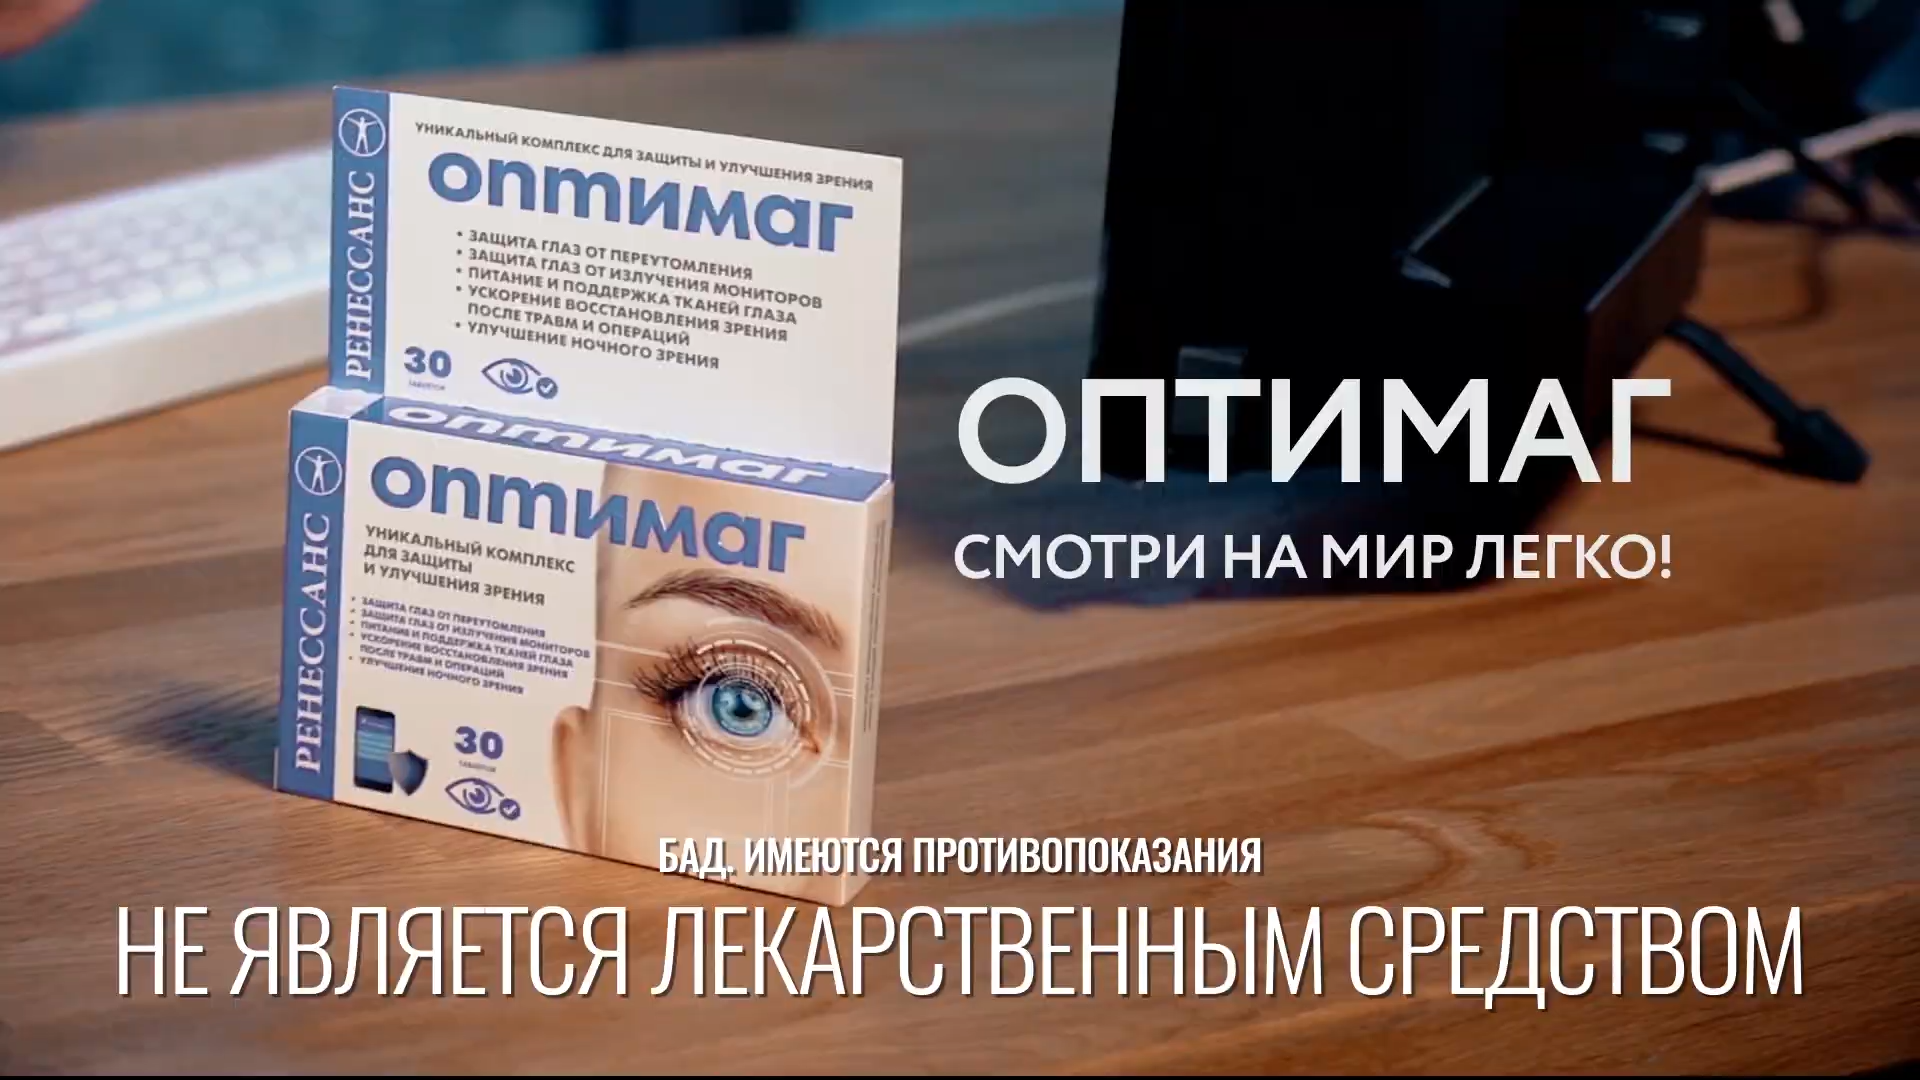 РЕНЕССАНС
УНИКАЛЬНЫЙ КОМПЛЕКС ДЛЯ ЗАЩИТЫ И УЛУЧШЕНИЯ ЗРЕНИЯ
оптимаг
• ЗАЩИТА ГЛАЗ ОТ ПЕРЕУТОМЛЕНИЯ
• ЗАЩИТА ГЛАЗ ОТ ИЗЛУЧЕНИЯ МОНИТОРОВ
• ПИТАНИЕ И ПОДДЕРЖКА ТКАНЕЙ ГЛАЗА
• УСКОРЕНИЕ ВОССТАНОВЛЕНИЯ ЗРЕНИЯ
ПОСЛЕ ТРАВМ И ОПЕРАЦИЙ
• УЛУЧШЕНИЕ НОЧНОГО ЗРЕНИЯ
30
ТАБЛЕТОК
оптимаг
РЕНЕССАНС
оптимаг
УНИКАЛЬНЫЙ КОМПЛЕКС
ДЛЯ ЗАЩИТЫ
И УЛУЧШЕНИЯ ЗРЕНИЯ
• ЗАЩИТА ГЛАЗ ОТ ПЕРЕУТОМЛЕНИЯ
• ЗАЩИТА ГЛАЗ ОТ ИЗЛУЧЕНИЯ МОНИТОРОВ
• ПИТАНИЕ И ПОДДЕРЖКА ТКАНЕЙ ГЛАЗА
• УСКОРЕНИЕ ВОССТАНОВЛЕНИЯ ЗРЕНИЯ
ПОСЛЕ ТРАВМ И ОПЕРАЦИЙ
• УЛУЧШЕНИЕ НОЧНОГО ЗРЕНИЯ
30
ТАБЛЕТОК
ОПТИМАГ
СМОТРИ НА МИР ЛЕГКО!
БАД. ИМЕЮТСЯ ПРОТИВОПОКАЗАНИЯ
НЕ ЯВЛЯЕТСЯ ЛЕКАРСТВЕННЫМ СРЕДСТВОМ